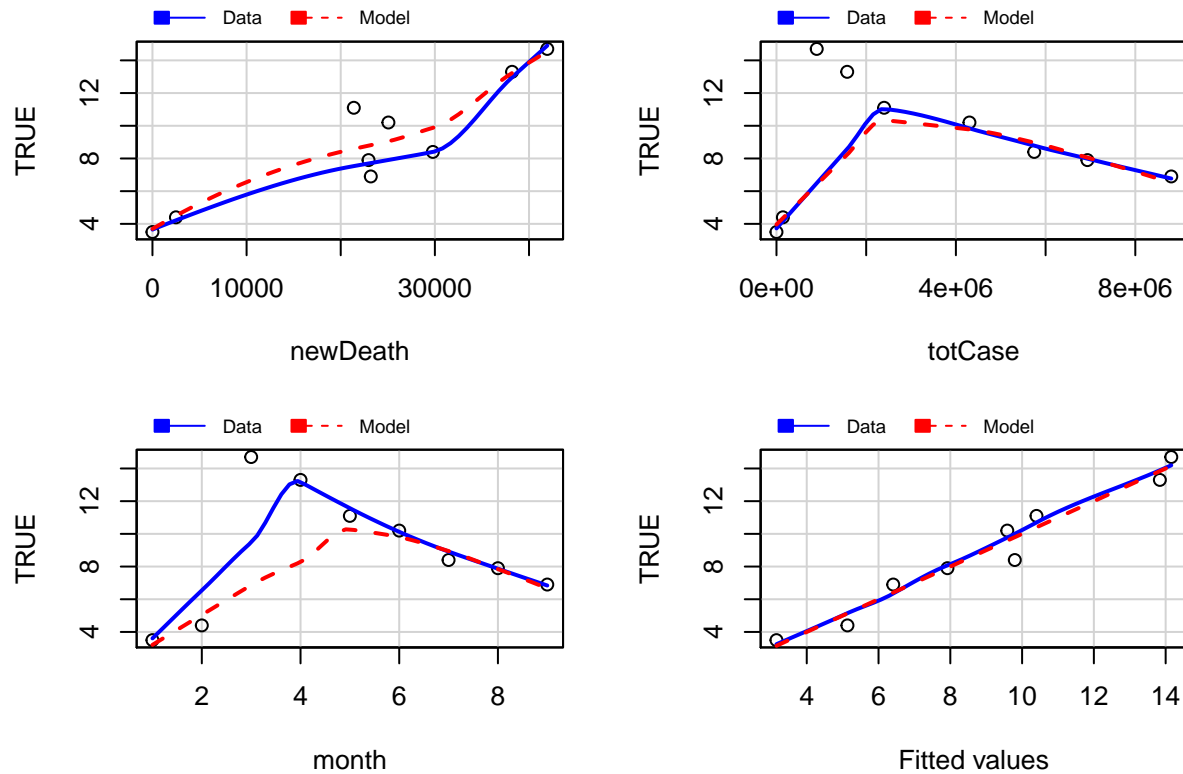 Data Model
TRUE
4 8 12
0 10000 30000
newDeath
Data Model
TRUE
4 8 12
0e+00 4e+06 8e+06
totCase
Data Model
TRUE
4 8 12
2 4 6 8
month
Data Model
TRUE
4 8 12
4 6 8 10 12 14
Fitted values